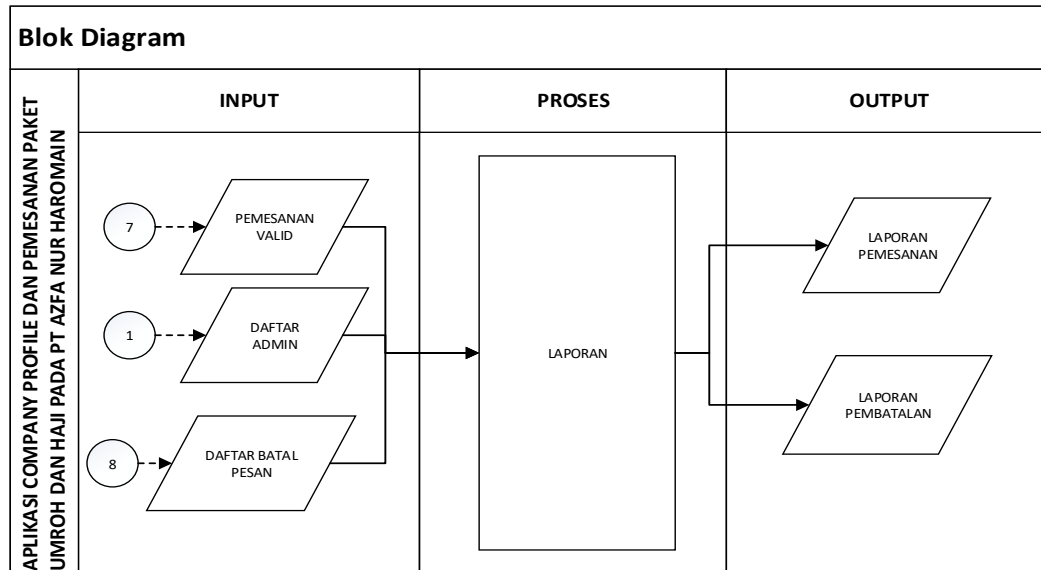 Blok Diagram
APLIKASI COMPANY PROFILE DAN PEMESANAN PAKET
UMROH DAN HAJI PADA PT AZFA NUR HAROMAIN
INPUT
PROSES
OUTPUT
7
PEMESANAN
VALID
1
DAFTAR
ADMIN
8
DAFTAR BATAL
PESAN
LAPORAN
LAPORAN
PEMESANAN
LAPORAN
PEMBATALAN